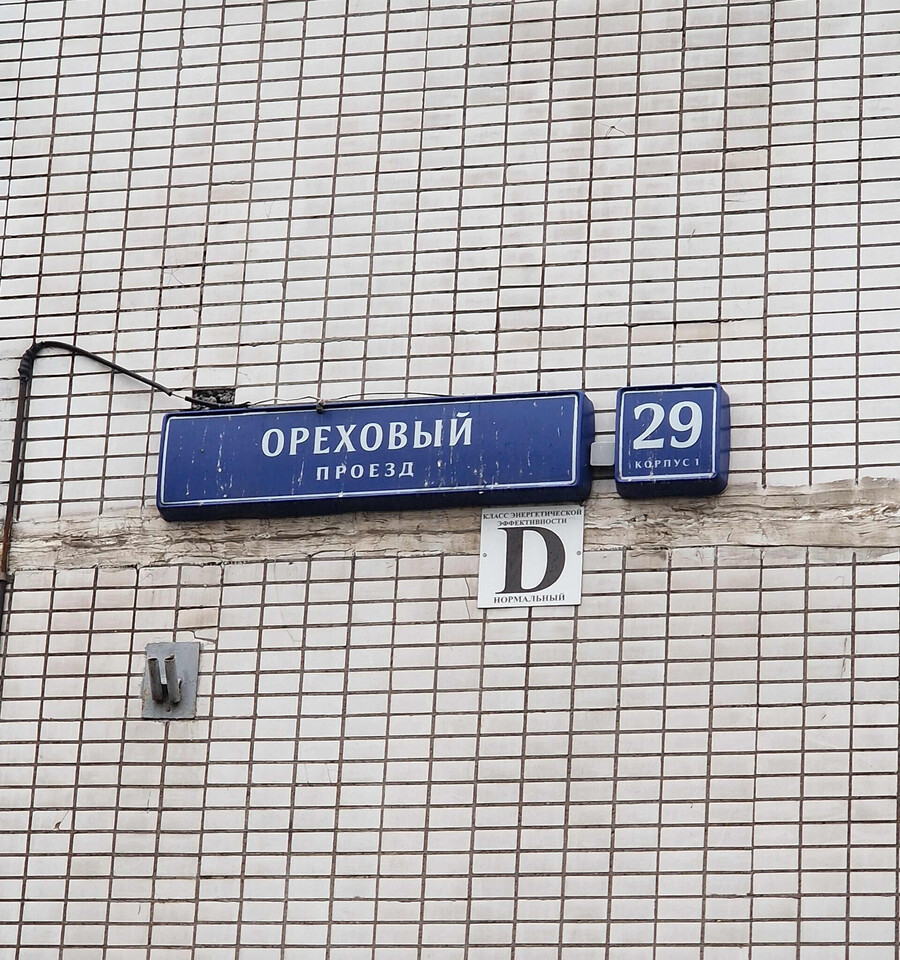 ОРЕХОВЫЙ
ПРОЕЗД
29
КОРПУС 1
КЛАСС ЭНЕРГЕТИЧЕСКОЙ
ЭФФЕКТИВНОСТИ
D
НОРМАЛЬНЫЙ